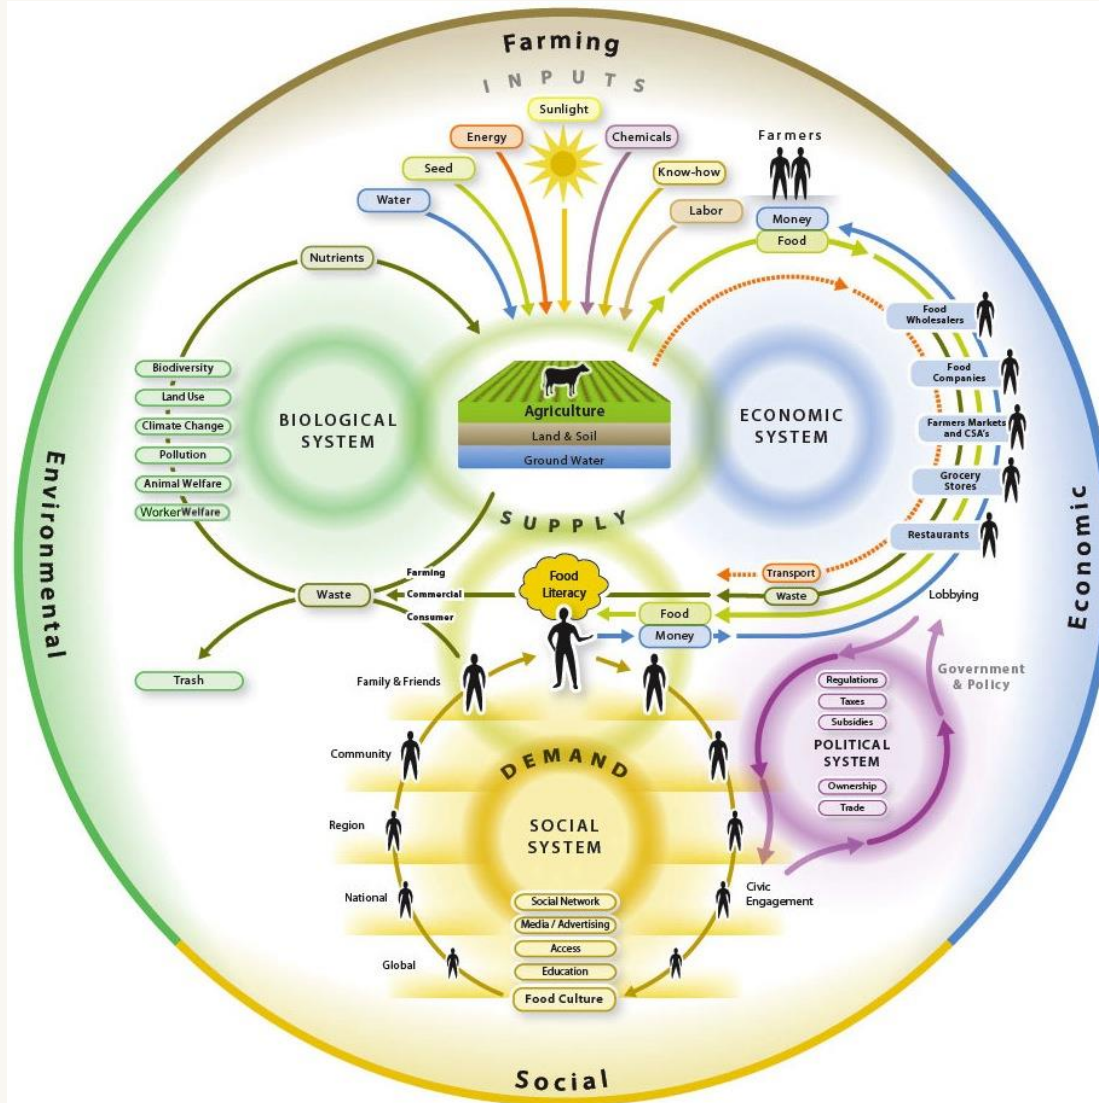 Farming
INPUTS
Sunlight
Energy
Chemicals
Farmers
Seed
Know-how
Water
Labor
Money
Food
Nutrients
Food
Wholesalers
Biodiversity
Land Use
Climate Change
Pollution
Animal Welfare
WorkerWelfare
BIOLOGICAL
SYSTEM
Agriculture
Land & Soil
Ground Water
ECONOMIC
SYSTEM
Food
Companies
Farmers Markets
and CSA's
Grocery
Stores
Restaurants
Environmental
Economic
SUPPLY
Farming
Commercial
Consumer
Waste
Food
Literacy
Transport
Waste
Food
Money
Lobbying
Trash
Family & Friends
Government
& Policy
Regulations
Taxes
Subsidies
POLITICAL
SYSTEM
Ownership
Trade
Community
DEMAND
Region
SOCIAL
SYSTEM
National
Civic
Engagement
Social Network
Media / Advertising
Access
Education
Food Culture
Global
Social